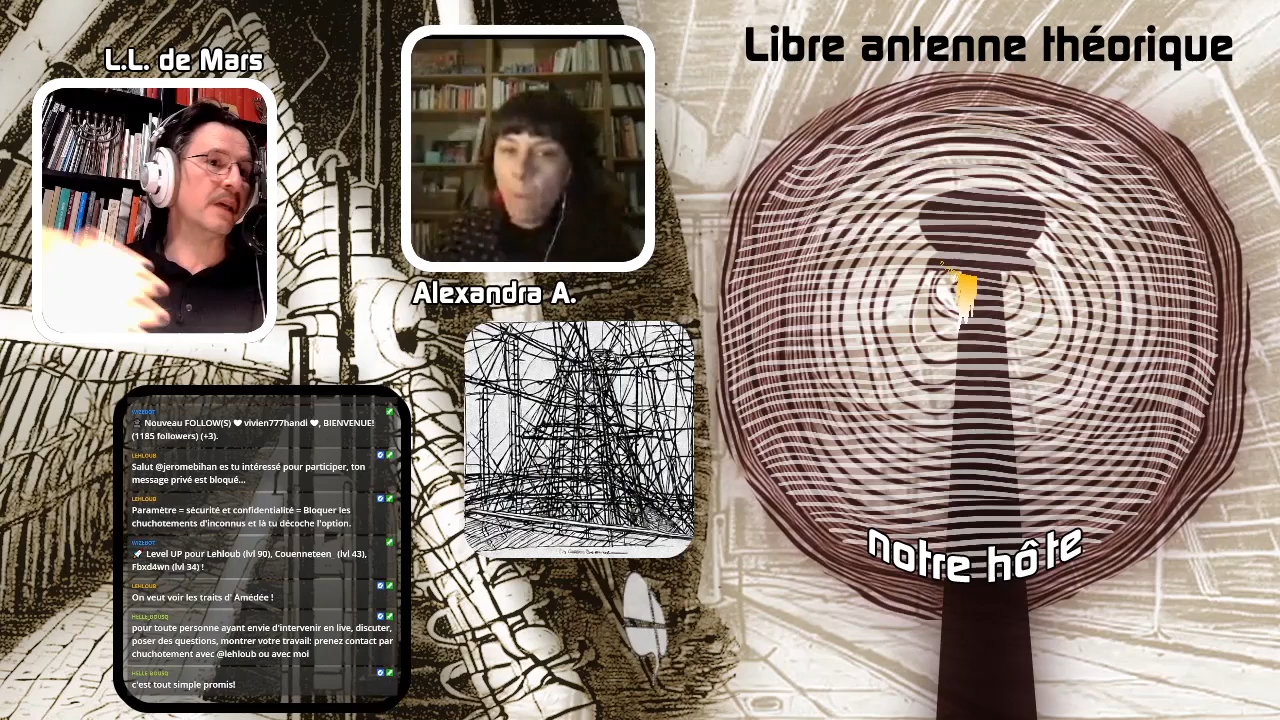 L.L. de Mars
Libre antenne théorique
Alexandra A.
WIZEBOT
Nouveau FOLLOW(S) ♥ vivien777handi ♥, BIENVENUE!
(1185 followers) (+3).
LEHLOUB
Salut @jeromebihan es tu intéressé pour participer, ton
message privé est bloqué...
LEHLOUB
Paramètre = sécurité et confidentialité = Bloquer les
chuchotements d'inconnus et là tu décoche l'option.
WIZEBOT
Level UP pour Lehloub (lvl 90), Couenneteen (lvl 43),
Fbxd4wn (lvl 34) !
LEHLOUB
On veut voir les traits d' Amédée !
HELLE_BOUSQ
pour toute personne ayant envie d'intervenir en live, discuter,
poser des questions, montrer votre travail: prenez contact par
chuchotement avec @lehloub ou avec moi
HELLE_BOUSQ
c'est tout simple promis!
notre hôte